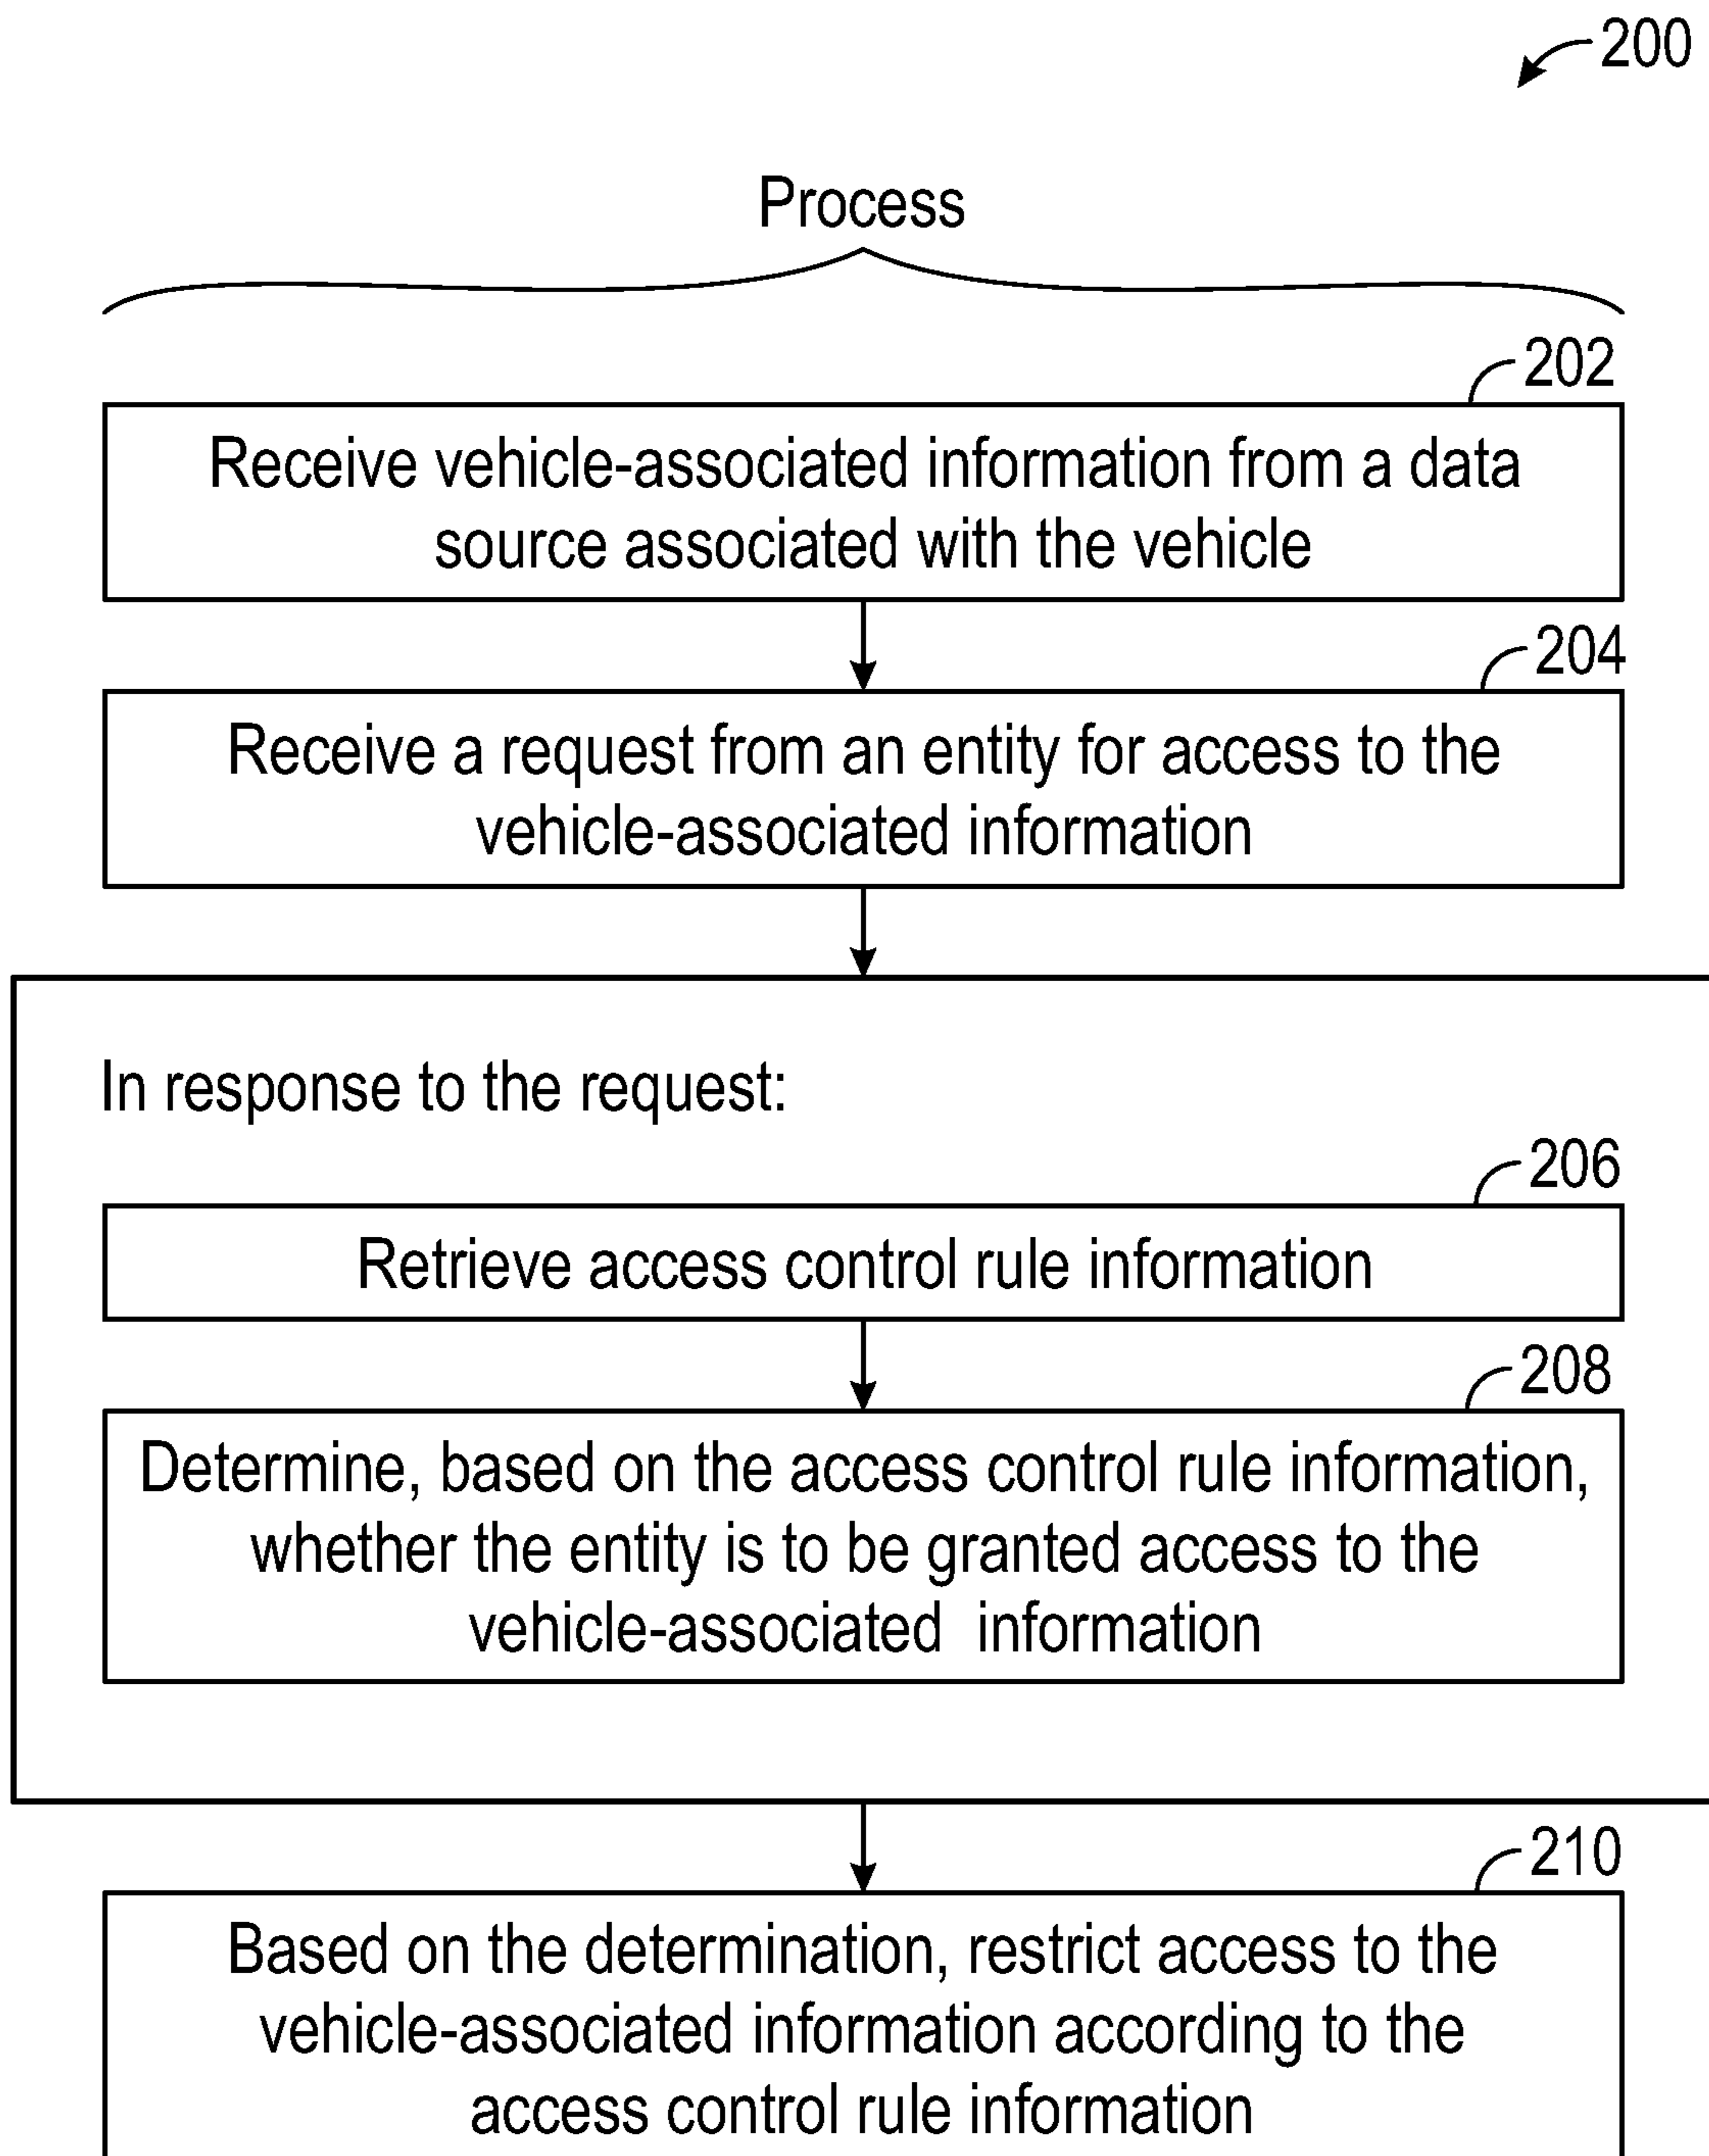 200
Process
202
Receive vehicle-associated information from a data
source associated with the vehicle
204
Receive a request from an entity for access to the
vehicle-associated information
In response to the request:
206
Retrieve access control rule information
208
Determine, based on the access control rule information,
whether the entity is to be granted access to the
vehicle-associated information
210
Based on the determination, restrict access to the
vehicle-associated information according to the
access control rule information